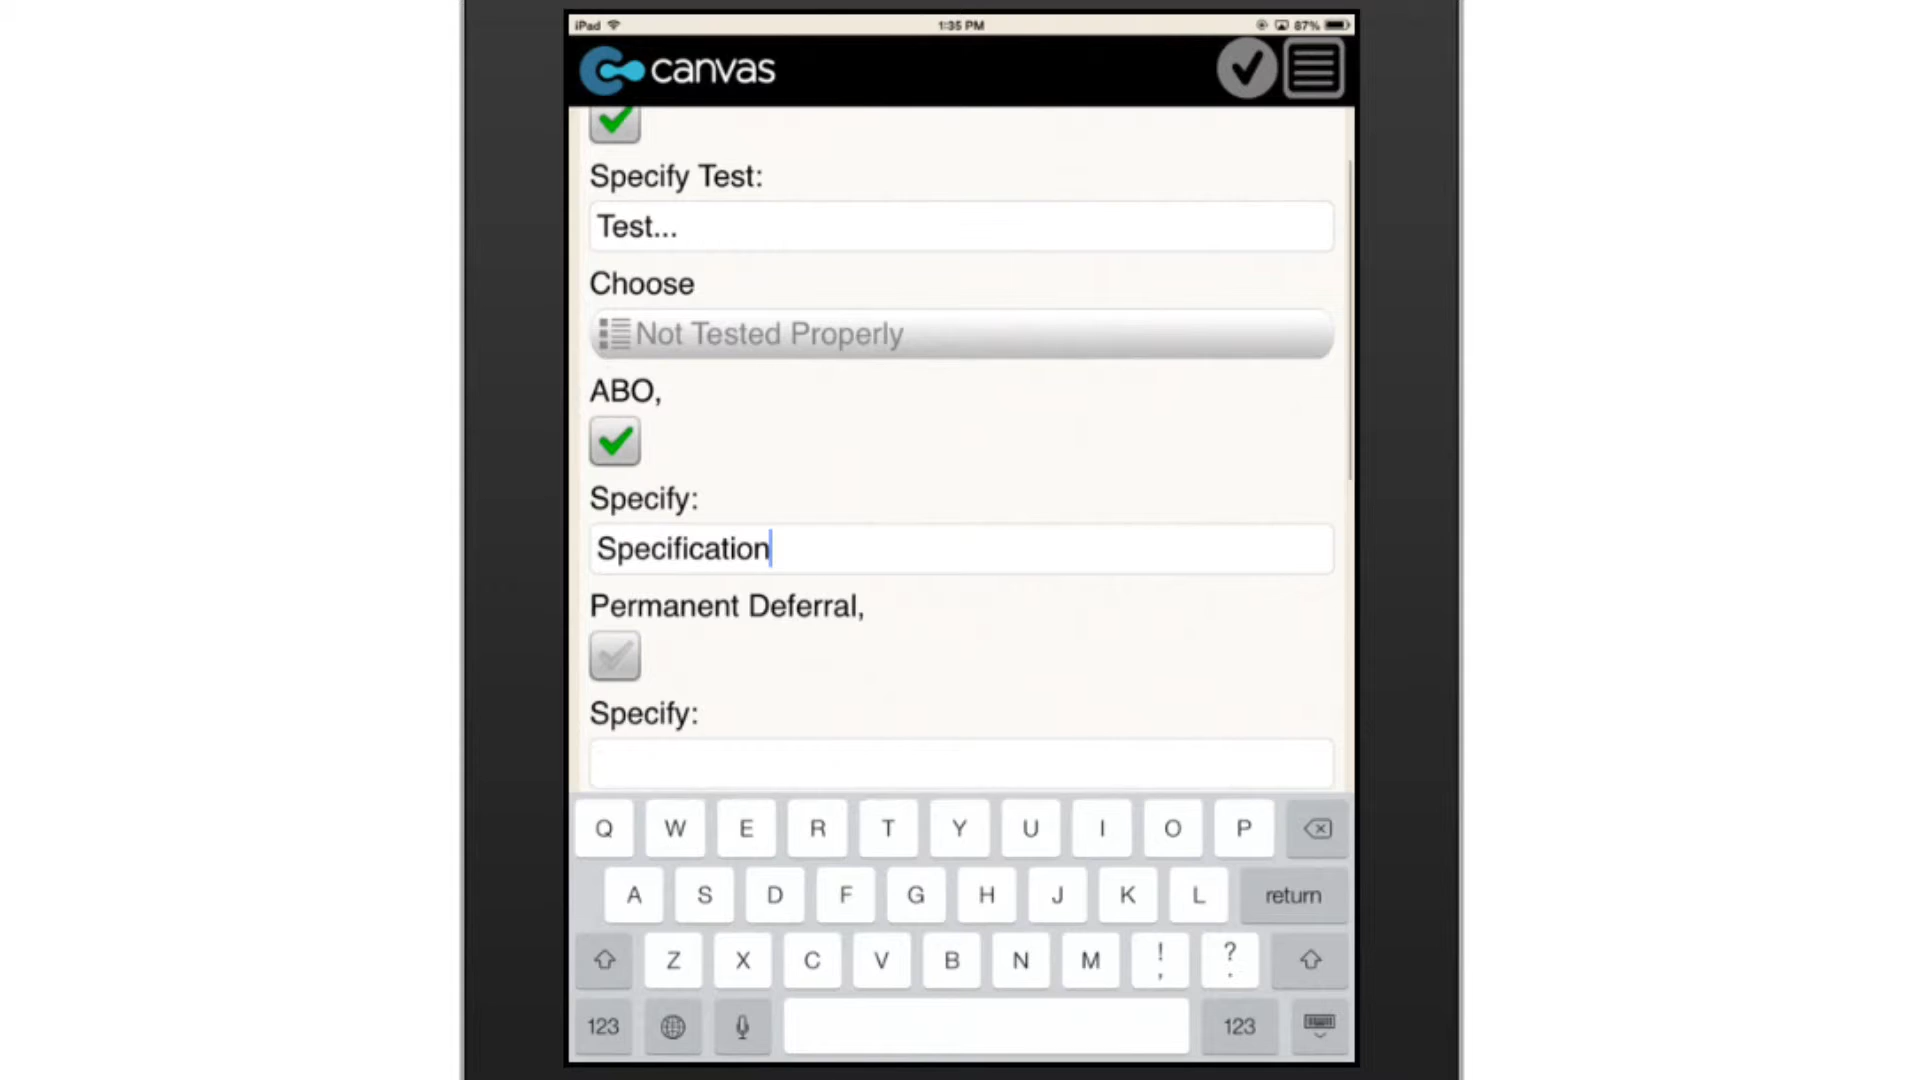 iPad 1:35 PM 87%
canvas
Specify Test:
Test...
Choose
Not Tested Properly
ABO,
Specify:
Specification
Permanent Deferral,
Specify:
Q W E R T Y U I O P
A S D F G H J K L return
Z X C V B N M ! , ? .
123 123